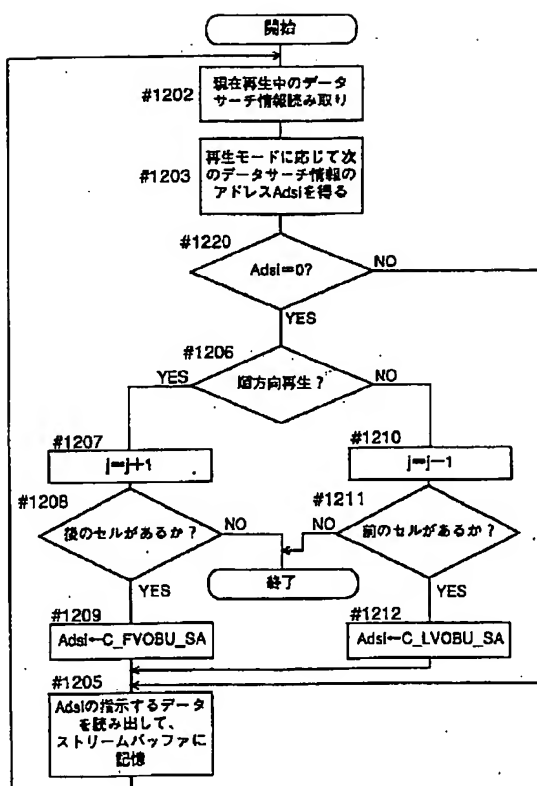 開始
#1202
現在再生中のデータ
サーチ情報読み取り
#1203
再生モードに応じて次
のデータサーチ情報の
アドレスAdsiを得る
#1220
Adsi=0?
NO
YES
#1206
YES
順方向再生?
NO
#1207
j=j+1
#1210
j=j−1
#1208
後のセルがあるか?
NO
#1211
NO
前のセルがあるか?
終了
YES
YES
#1209
Adsi←C_FVOBU_SA
#1212
Adsi←C_LVOBU_SA
#1205
Adsiの指示するデータ
を読み出して、
ストリームバッファに
記憶